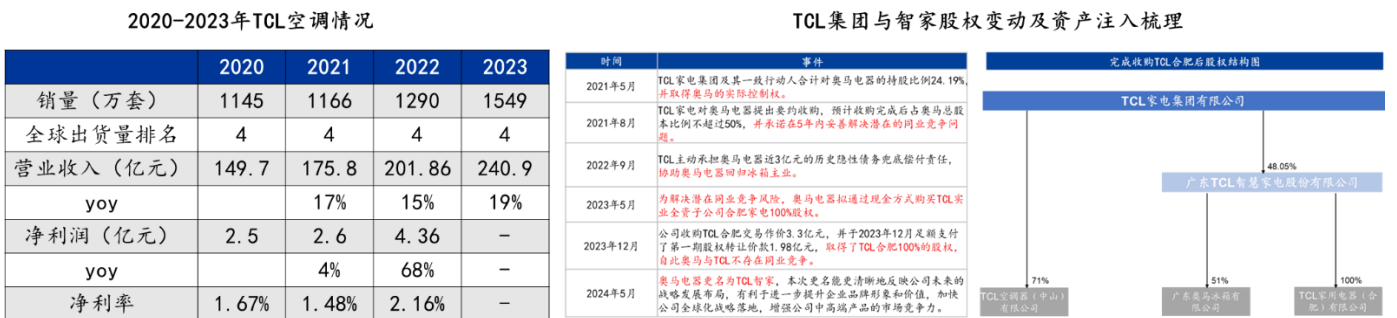 2020-2023年TCL空调情况
2020 2021 2022 2023
销量（万套） 1145 1166 1290 1549
全球出货量排名 4 4 4 4
营业收入（亿元） 149.7 175.8 201.86 240.9
yoy 17% 15% 19%
净利润（亿元） 2.5 2.6 4.36 –
yoy 4% 68% –
净利率 1.67% 1.48% 2.16% –
TCL集团与智家股权变动及资产注入梳理
时间 事件
2021年5月
TCL家电集团及其一致行动人合计对奥马电器的持股比例24.19%，
并取得奥马的实际控制权。
2021年8月
TCL家电对奥马电器提出要约收购，预计收购完成后占奥马总股
本比例不超过50%，并承诺在5年内妥善解决潜在的同业竞争问
题。
2022年9月
TCL主动承担奥马电器近3亿元的历史隐性债务兜底偿付责任，
协助奥马电器回归冰箱主业。
2023年5月
为解决潜在同业竞争风险，奥马电器拟通过现金方式购买TCL实
业全资子公司合肥家电100%股权。
2023年12月
公司收购TCL合肥交易作价3.3亿元，并于2023年12月足额支付
了第一期股权转让价款1.98亿元，取得了TCL合肥100%的股权，
自此奥马与TCL不存在同业竞争。
2024年5月
奥马电器更名为TCL智家，本次更名能更清晰地反映公司未来的
战略发展布局，有利于进一步提升企业品牌形象和价值，加快
公司全球化战略落地，增强公司中高端产品的市场竞争力。
完成收购TCL合肥后股权结构图
TCL家电集团有限公司
48.05%
广东TCL智慧家电股份有限公司
71% 51% 100%
TCL空调器（中山）
有限公司
广东奥马冰箱有
限公司
TCL家用电器（合
肥）有限公司